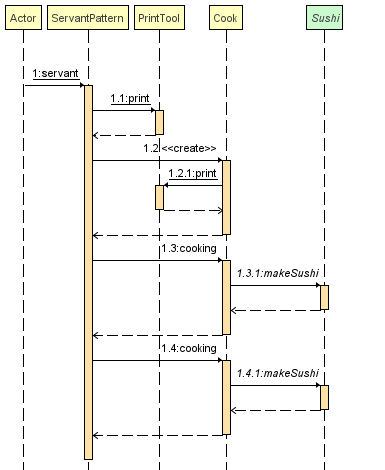 Actor ServantPattern PrintTool Cook Sushi
1:servant
1.1:print
1.2 <<create>>
1.2.1:print
1.3:cooking
1.3.1:makeSushi
1.4:cooking
1.4.1:makeSushi